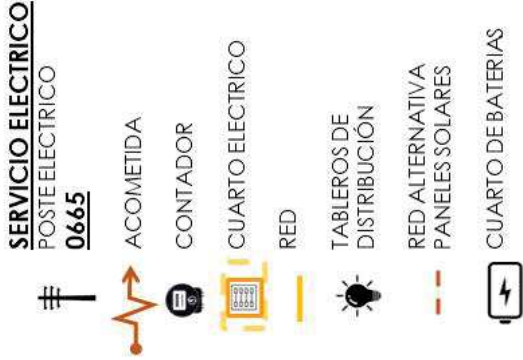 SERVICIO ELECTRICO
POSTE ELECTRICO
0665
ACOMETIDA
CONTADOR
CUARTO ELECTRICO
RED
TABLEROS DE
DISTRIBUCIÓN
RED ALTERNATIVA
PANELES SOLARES
CUARTO DE BATERIAS